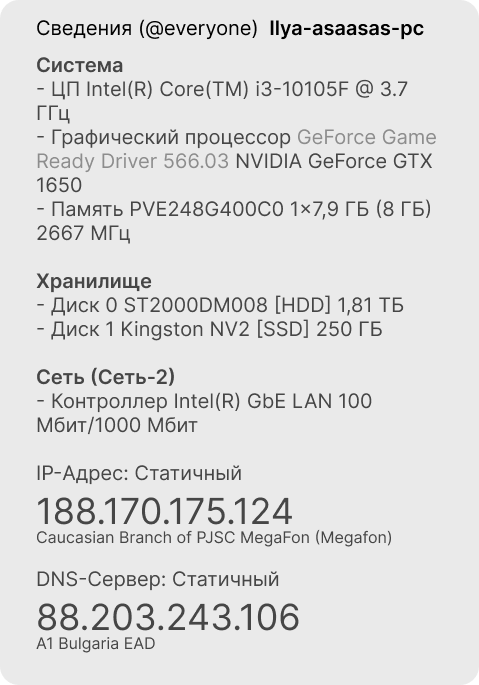 Сведения (@everyone) Ilya-asaasas-pc
Система
- ЦП Intel(R) Core(TM) i3-10105F @ 3.7
ГГц
- Графический процессор GeForce Game
Ready Driver 566.03 NVIDIA GeForce GTX
1650
- Память PVE248G400C0 1×7,9 ГБ (8 ГБ)
2667 МГц
Хранилище
- Диск 0 ST2000DM008 [HDD] 1,81 ТБ
- Диск 1 Kingston NV2 [SSD] 250 ГБ
Сеть (Сеть-2)
- Контроллер Intel(R) GbE LAN 100
Мбит/1000 Мбит
IP-Адрес: Статичный
188.170.175.124
Caucasian Branch of PJSC MegaFon (Megafon)
DNS-Сервер: Статичный
88.203.243.106
A1 Bulgaria EAD